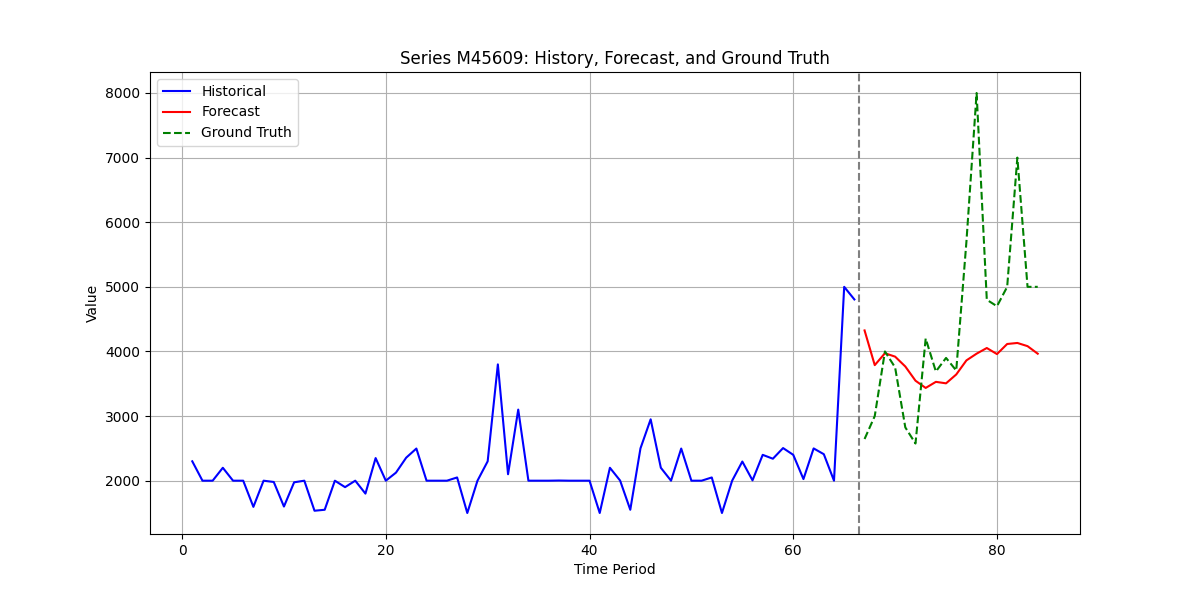 Series M45609: History, Forecast, and Ground Truth
Historical
Forecast
Ground Truth
8000
7000
6000
5000
4000
3000
2000
Value
0 20 40 60 80
Time Period